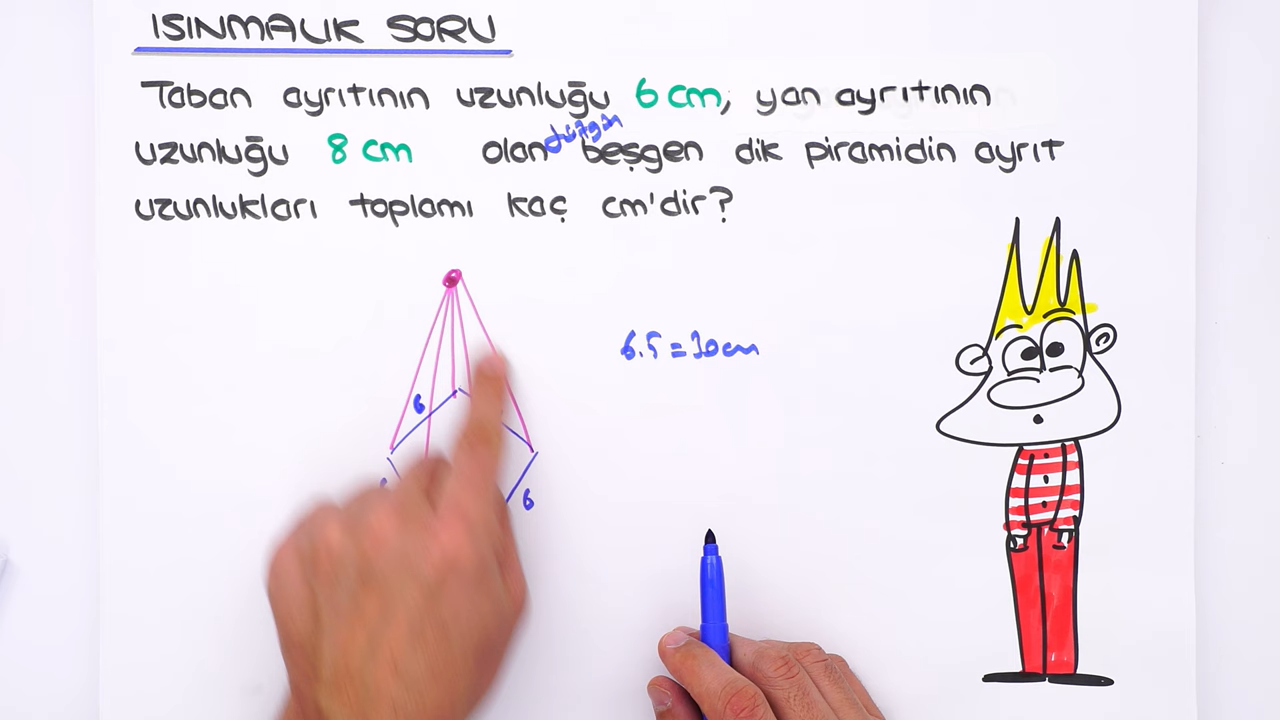 ISINMALIK SORU
Taban ayrıtının uzunluğu 6 cm, yan ayrıtının
uzunluğu 8 cm olan düzgün beşgen dik piramidin ayrıt
uzunlukları toplamı kaç cm'dir?
6.5 = 30 cm
6
6